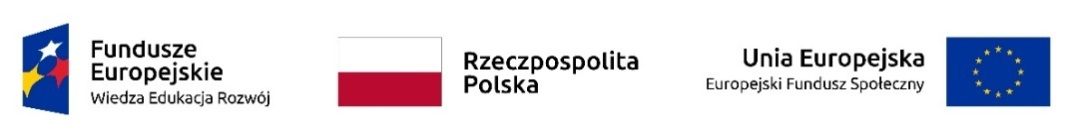 Fundusze
Europejskie
Wiedza Edukacja Rozwój
Rzeczpospolita
Polska
Unia Europejska
Europejski Fundusz Społeczny